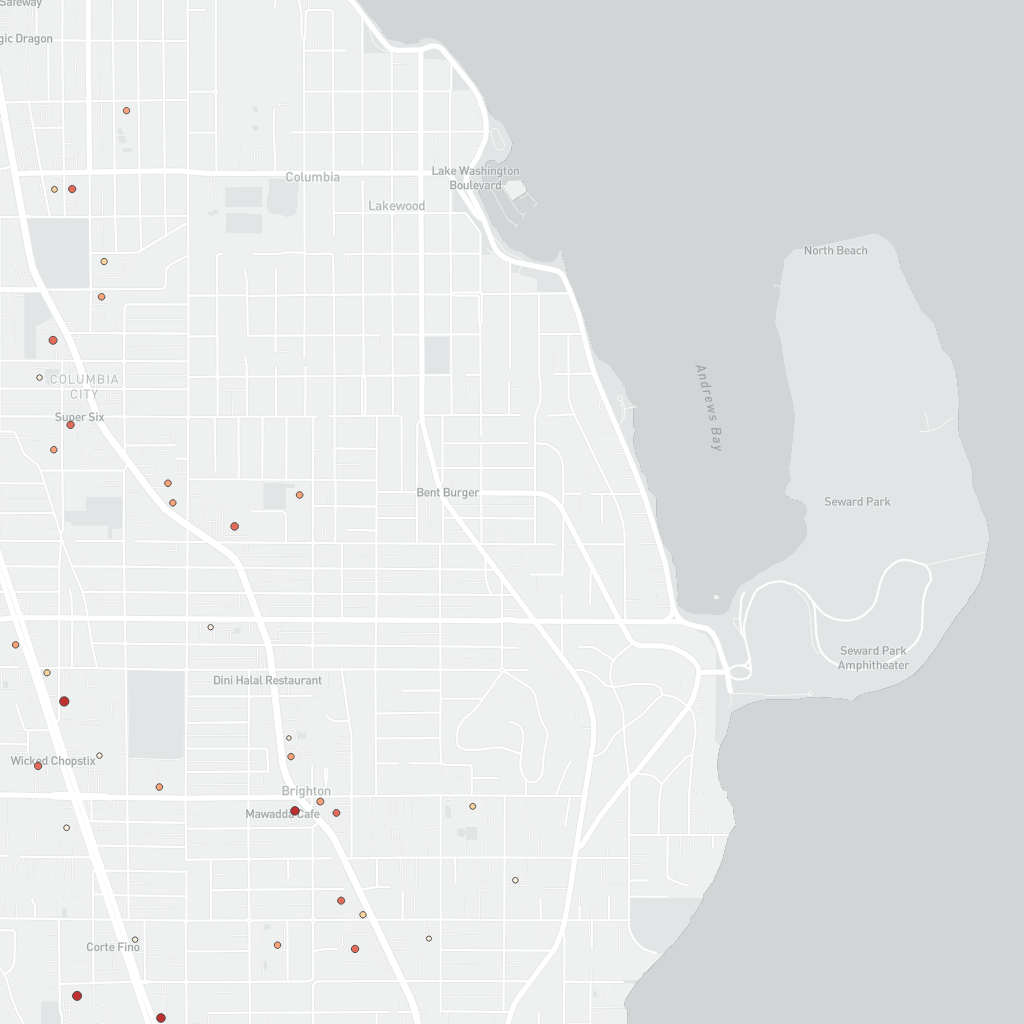 Safeway
gic Dragon
Lake Washington
Boulevard
Columbia
Lakewood
North Beach
COLUMBIA
CITY
Andrews Bay
Super Six
Bent Burger
Seward Park
Seward Park
Amphitheater
Dini Halal Restaurant
Wicked Chopstix
Brighton
Mawadda Cafe
Corte Fino